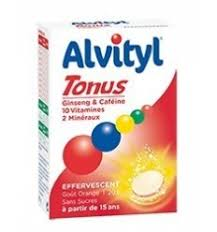 Alvityl
Tonus
Ginseng & Caféine
10 Vitamines
2 Minéraux
EFFERVESCENT
Goût Orange
Sans Sucres
à partir de 15 ans